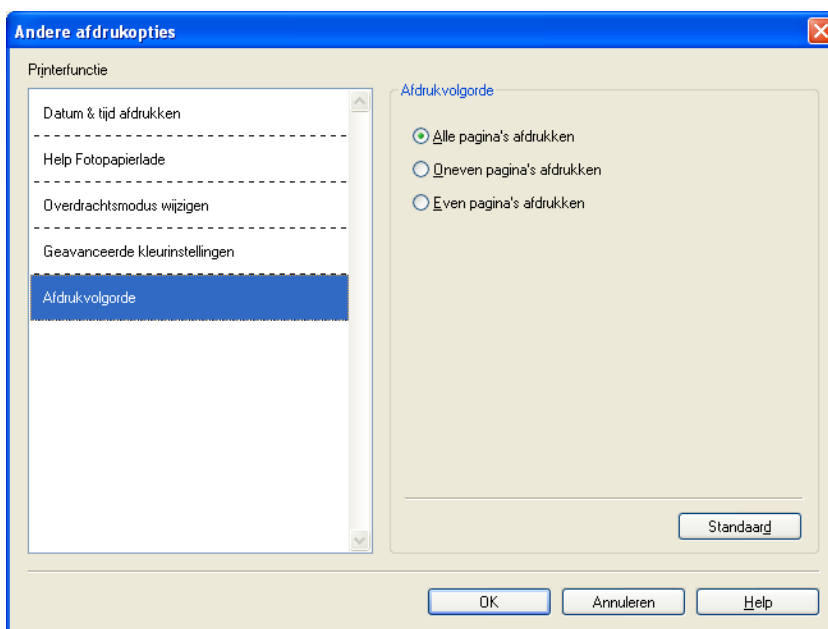 Andere afdrukopties
Printerfunctie
Datum & tijd afdrukken
Help Fotopapierlade
Overdrachtsmodus wijzigen
Geavanceerde kleurinstellingen
Afdrukvolgorde
Afdrukvolgorde
Alle pagina's afdrukken
Oneven pagina's afdrukken
Even pagina's afdrukken
Standaard
OK
Annuleren
Help